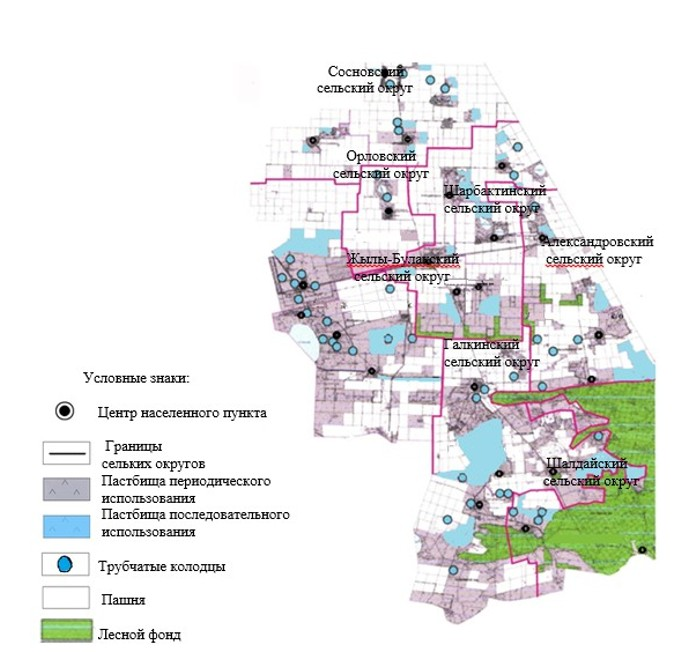 Сосновский
сельский округ
Орловский
сельский округ
Шарбактинский
сельский округ
Александровский
сельский округ
Жылы-Булакский
сельский округ
Галкинский
сельский округ
Шалдайский
сельский округ
Условные знаки:
Центр населенного пункта
Границы
сельких округов
Пастбища периодического
использования
Пастбища последовательного
использования
Трубчатые колодцы
Пашня
Лесной фонд